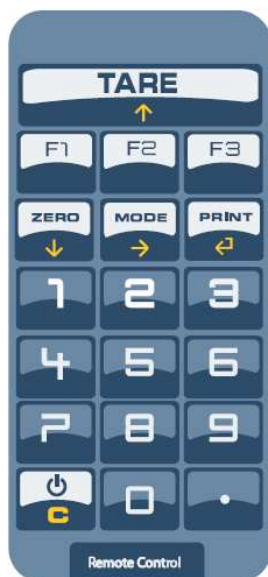 TARE
↑
F1 F2 F3
ZERO MODE PRINT
↓ → ↵
1 2 3
4 5 6
7 8 9
C 0 .
Remote Control